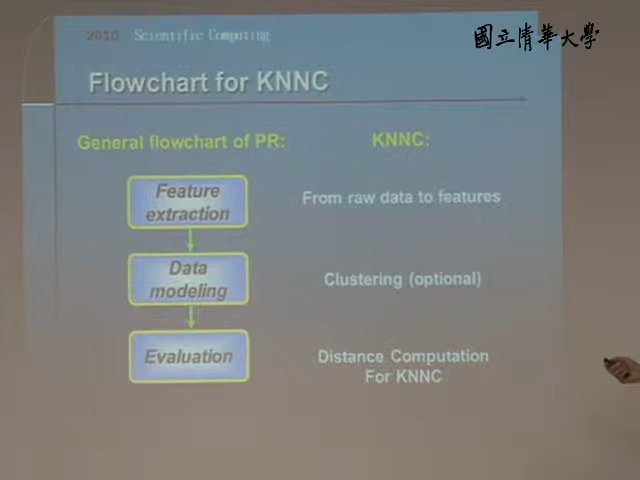 2010 Scientific Computing
國立清華大學
Flowchart for KNNC
General flowchart of PR:
KNNC:
Feature
extraction
From raw data to features
Data
modeling
Clustering (optional)
Evaluation
Distance Computation
For KNNC